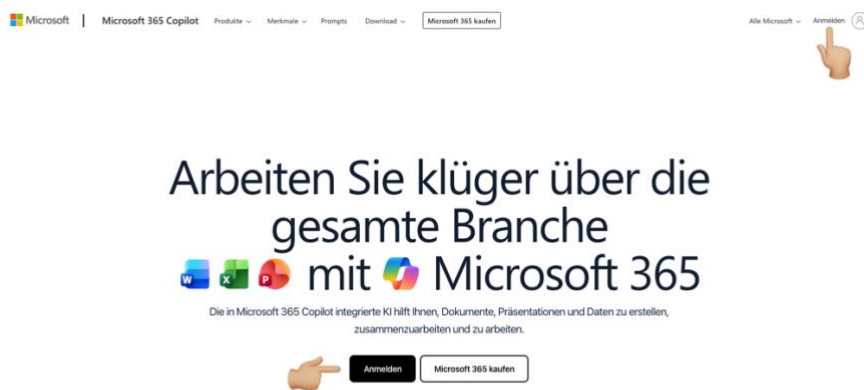 Microsoft | Microsoft 365 Copilot Produkte Merkmale Prompts Download Microsoft 365 kaufen Alle Microsoft Anmelden
Arbeiten Sie klüger über die
gesamte Branche
W X P mit Microsoft 365
Die in Microsoft 365 Copilot integrierte KI hilft Ihnen, Dokumente, Präsentationen und Daten zu erstellen,
zusammenzuarbeiten und zu arbeiten.
Anmelden Microsoft 365 kaufen